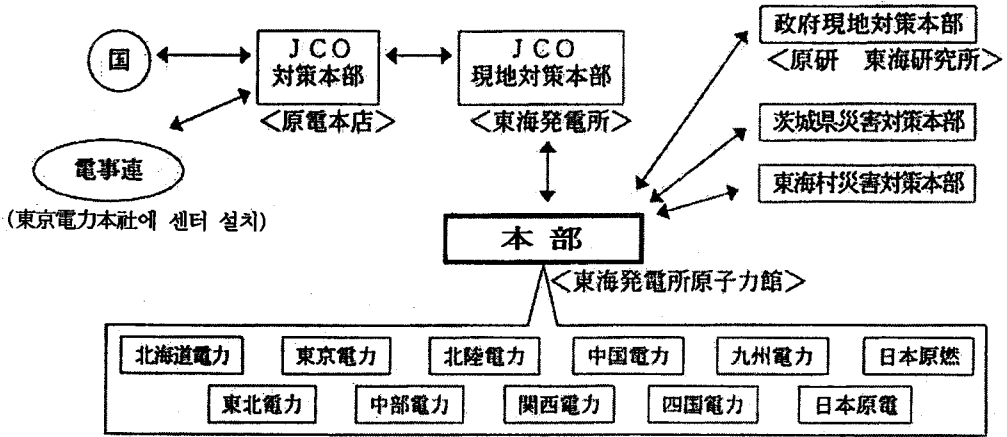 国
JCO
対策本部
<原電本店>
JCO
現地対策本部
<東海発電所>
政府現地対策本部
<原研 東海研究所>
茨城県災害対策本部
東海村災害対策本部
電事連
(東京電力本社에 센터 설치)
本部
<東海発電所原子力館>
北海道電力 東京電力 北陸電力 中国電力 九州電力 日本原燃
東北電力 中部電力 関西電力 四国電力 日本原電